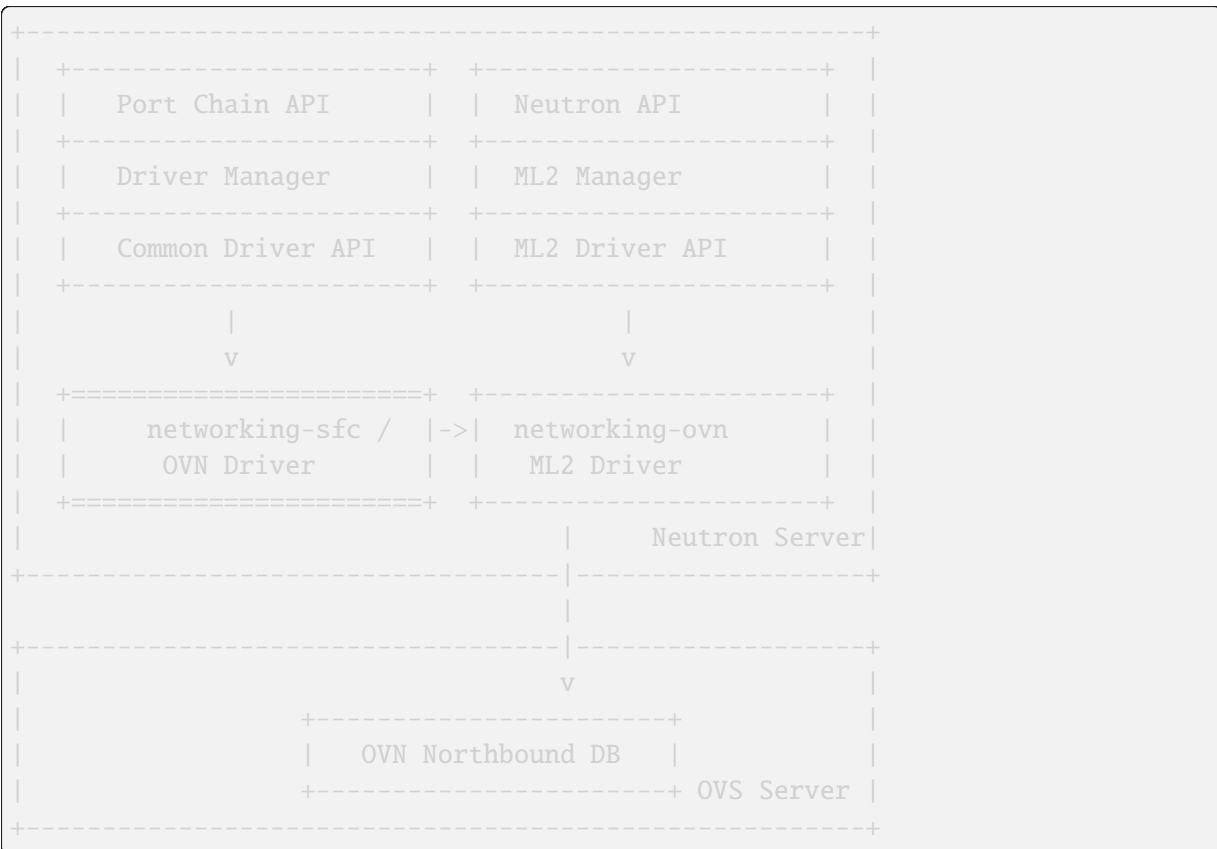 +-------------------------------------------------------+
|  +-----------------------+  +----------------------+  |
|  |   Port Chain API      |  |  Neutron API         |  |
|  +-----------------------+  +----------------------+  |
|  |   Driver Manager      |  |  ML2 Manager         |  |
|  +-----------------------+  +----------------------+  |
|  |   Common Driver API   |  |  ML2 Driver API      |  |
|  +-----------------------+  +----------------------+  |
|             |                         |               |
|             v                         v               |
|  +=======================+  +----------------------+  |
|  |     networking-sfc /  |->|  networking-ovn      |  |
|  |      OVN Driver       |  |   ML2 Driver         |  |
|  +=======================+  +----------------------+  |
|                                   |     Neutron Server|
+-----------------------------------|-------------------+
                                    |
+-----------------------------------|-------------------+
|                                   v                   |
|                  +-----------------------+            |
|                  |   OVN Northbound DB   |            |
|                  +-----------------------+ OVS Server |
+-------------------------------------------------------+